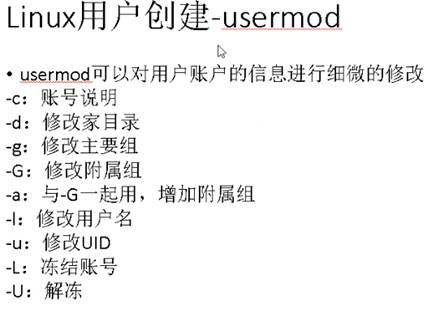 Linux用户创建-usermod
• usermod可以对用户账户的信息进行细微的修改
-c：账号说明
-d：修改家目录
-g：修改主要组
-G：修改附属组
-a：与-G一起用，增加附属组
-l：修改用户名
-u：修改UID
-L：冻结账号
-U：解冻